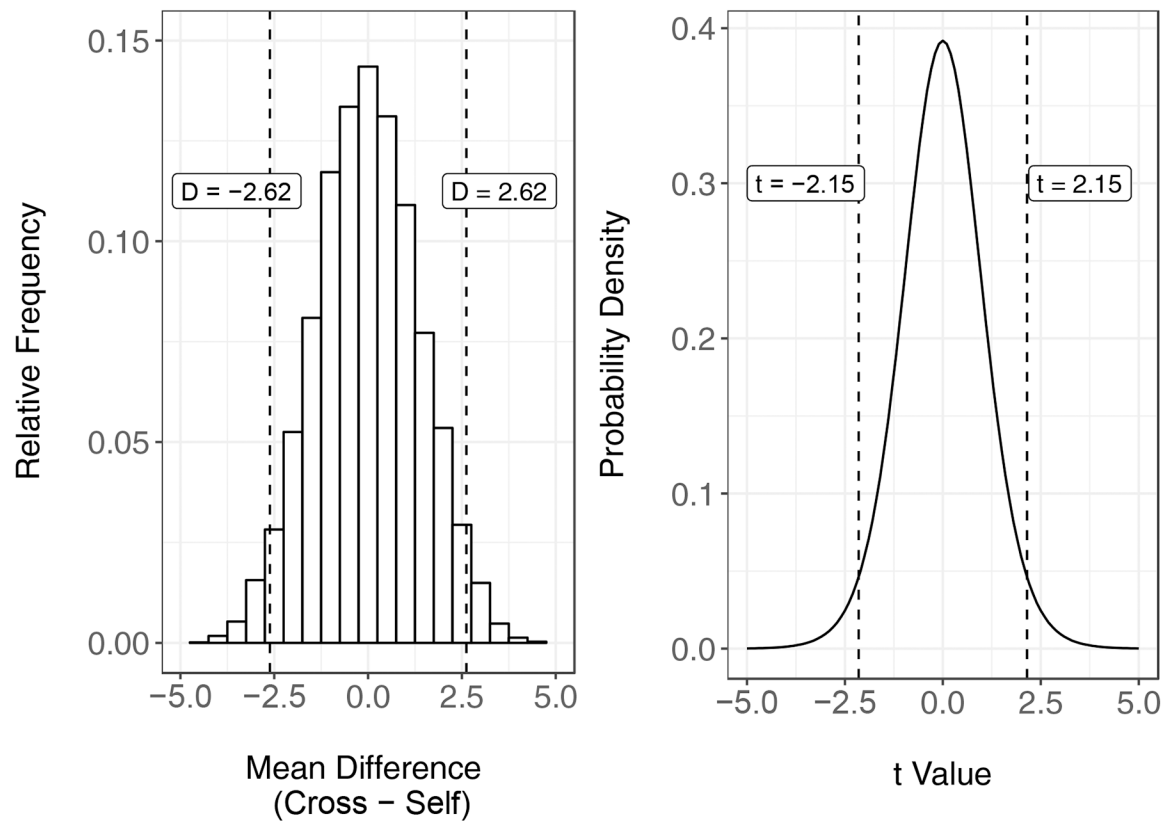 Relative Frequency
0.15
0.10
0.05
0.00
D = −2.62
D = 2.62
−5.0 −2.5 0.0 2.5 5.0
Mean Difference
(Cross − Self)
Probability Density
0.4
0.3
0.2
0.1
0.0
t = −2.15
t = 2.15
−5.0 −2.5 0.0 2.5 5.0
t Value